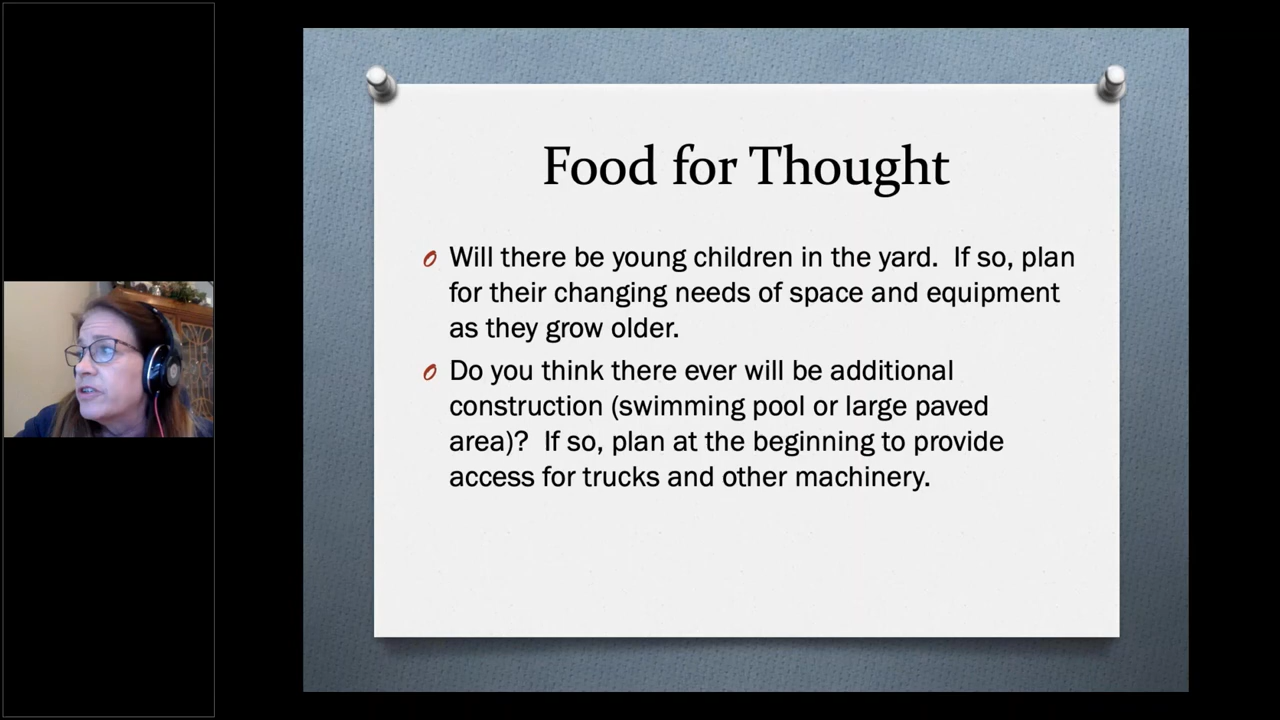 Food for Thought
Will there be young children in the yard.  If so, plan
for their changing needs of space and equipment
as they grow older.
Do you think there ever will be additional
construction (swimming pool or large paved
area)?  If so, plan at the beginning to provide
access for trucks and other machinery.